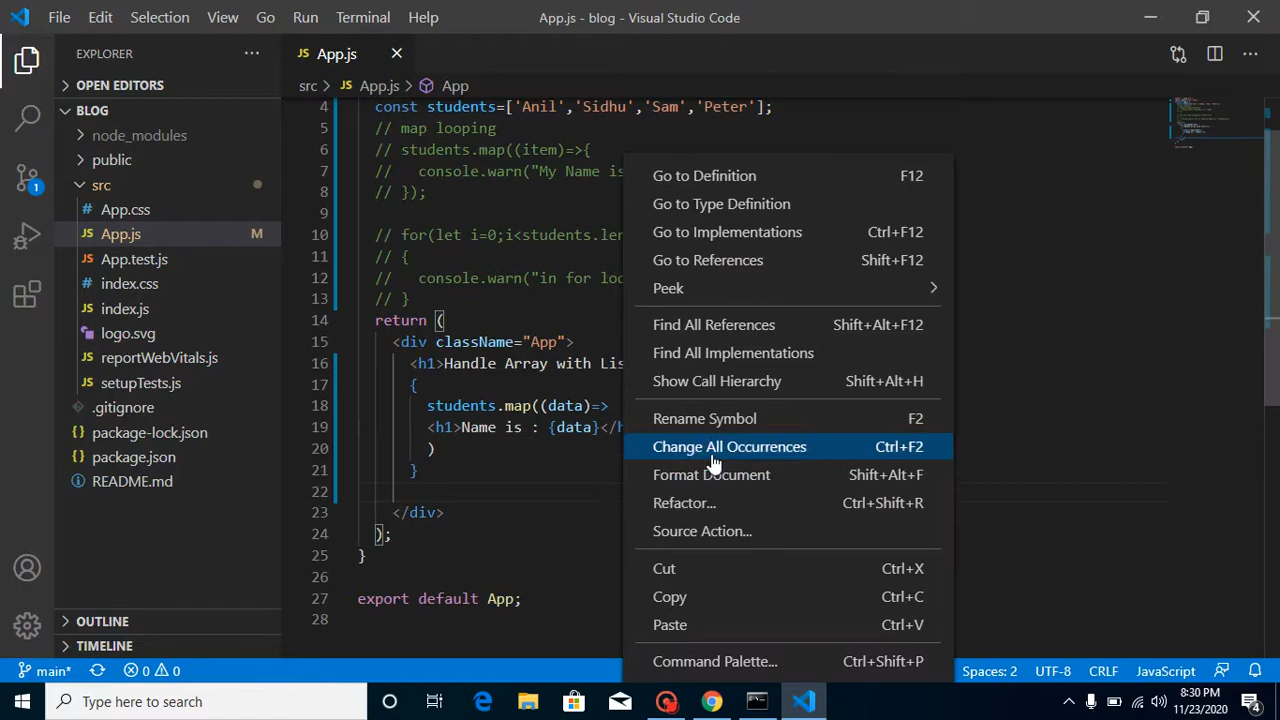 File Edit Selection View Go Run Terminal Help App.js - blog - Visual Studio Code
EXPLORER
JS App.js
OPEN EDITORS
src > JS App.js > App
BLOG
node_modules
public
src
# App.css
JS App.js M
JS App.test.js
# index.css
JS index.js
logo.svg
JS reportWebVitals.js
JS setupTests.js
.gitignore
{} package-lock.json
{} package.json
README.md
OUTLINE
TIMELINE
1
4 const students=['Anil','Sidhu','Sam','Peter'];
5 // map looping
6 // students.map((item)=>{
7 // console.warn("My Name is
8 // });
9
10 // for(let i=0;i<students.len
11 // {
12 // console.warn("in for loo
13 // }
14 return (
15 <div className="App">
16 <h1>Handle Array with Lis
17 {
18 students.map((data)=>
19 <h1>Name is : {data}</h
20 )
21 }
22
23 </div>
24 );
25 }
26
27 export default App;
28
Go to Definition F12
Go to Type Definition
Go to Implementations Ctrl+F12
Go to References Shift+F12
Peek
Find All References Shift+Alt+F12
Find All Implementations
Show Call Hierarchy Shift+Alt+H
Rename Symbol F2
Change All Occurrences Ctrl+F2
Format Document Shift+Alt+F
Refactor... Ctrl+Shift+R
Source Action...
Cut Ctrl+X
Copy Ctrl+C
Paste Ctrl+V
Command Palette... Ctrl+Shift+P
main* 0 0 Spaces: 2 UTF-8 CRLF JavaScript
Type here to search
8:30 PM
11/23/2020
4